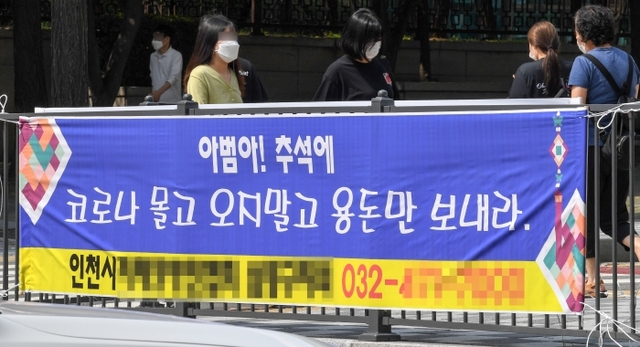 아범아! 추석에
코로나 몰고 오지말고 용돈만 보내라.
인천시
032-